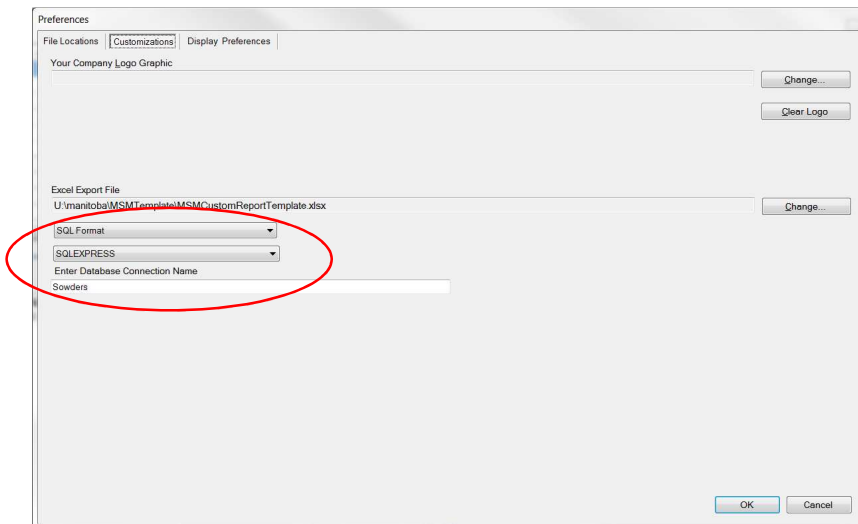 Preferences
File Locations Customizations Display Preferences
Your Company Logo Graphic
Change...
Clear Logo
Excel Export File
U:\manitoba\MSMTemplate\MSMCustomReportTemplate.xlsx
Change...
SQL Format
SQLEXPRESS
Enter Database Connection Name
Sowders
OK Cancel